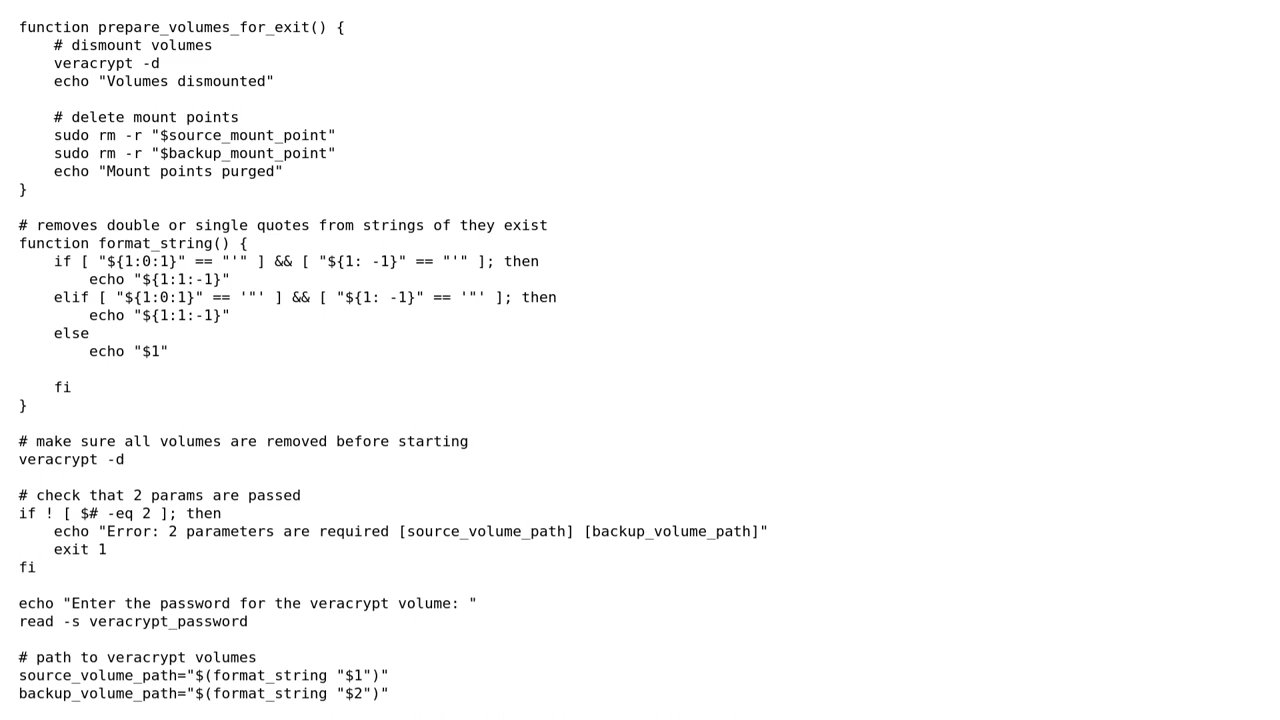 function prepare_volumes_for_exit() {
    # dismount volumes
    veracrypt -d
    echo "Volumes dismounted"

    # delete mount points
    sudo rm -r "$source_mount_point"
    sudo rm -r "$backup_mount_point"
    echo "Mount points purged"
}

# removes double or single quotes from strings of they exist
function format_string() {
    if [ "${1:0:1}" == "'" ] && [ "${1: -1}" == "'" ]; then
        echo "${1:1:-1}"
    elif [ "${1:0:1}" == '"' ] && [ "${1: -1}" == '"' ]; then
        echo "${1:1:-1}"
    else
        echo "$1"

    fi
}

# make sure all volumes are removed before starting
veracrypt -d

# check that 2 params are passed
if ! [ $# -eq 2 ]; then
    echo "Error: 2 parameters are required [source_volume_path] [backup_volume_path]"
    exit 1
fi

echo "Enter the password for the veracrypt volume: "
read -s veracrypt_password

# path to veracrypt volumes
source_volume_path="$(format_string "$1")"
backup_volume_path="$(format_string "$2")"